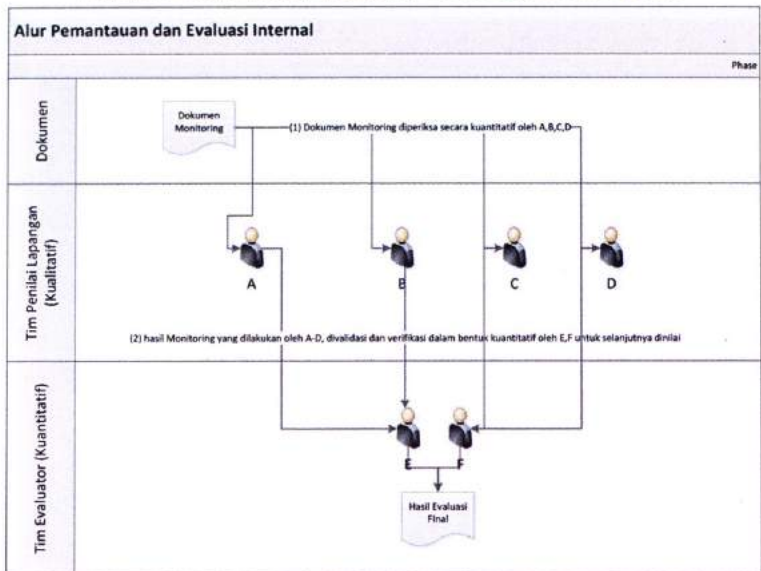 Alur Pemantauan dan Evaluasi Internal
Phase
Dokumen
Dokumen
Monitoring
(1) Dokumen Monitoring diperiksa secara kuantitatif oleh A,B,C,D
Tim Penilai Lapangan
(Kualitatif)
A
B
C
D
(2) hasil Monitoring yang dilakukan oleh A-D, divalidasi dan verifikasi dalam bentuk kuantitatif oleh E,F untuk selanjutnya dinilai
Tim Evaluator (Kuantitatif)
E
F
Hasil Evaluasi
Final